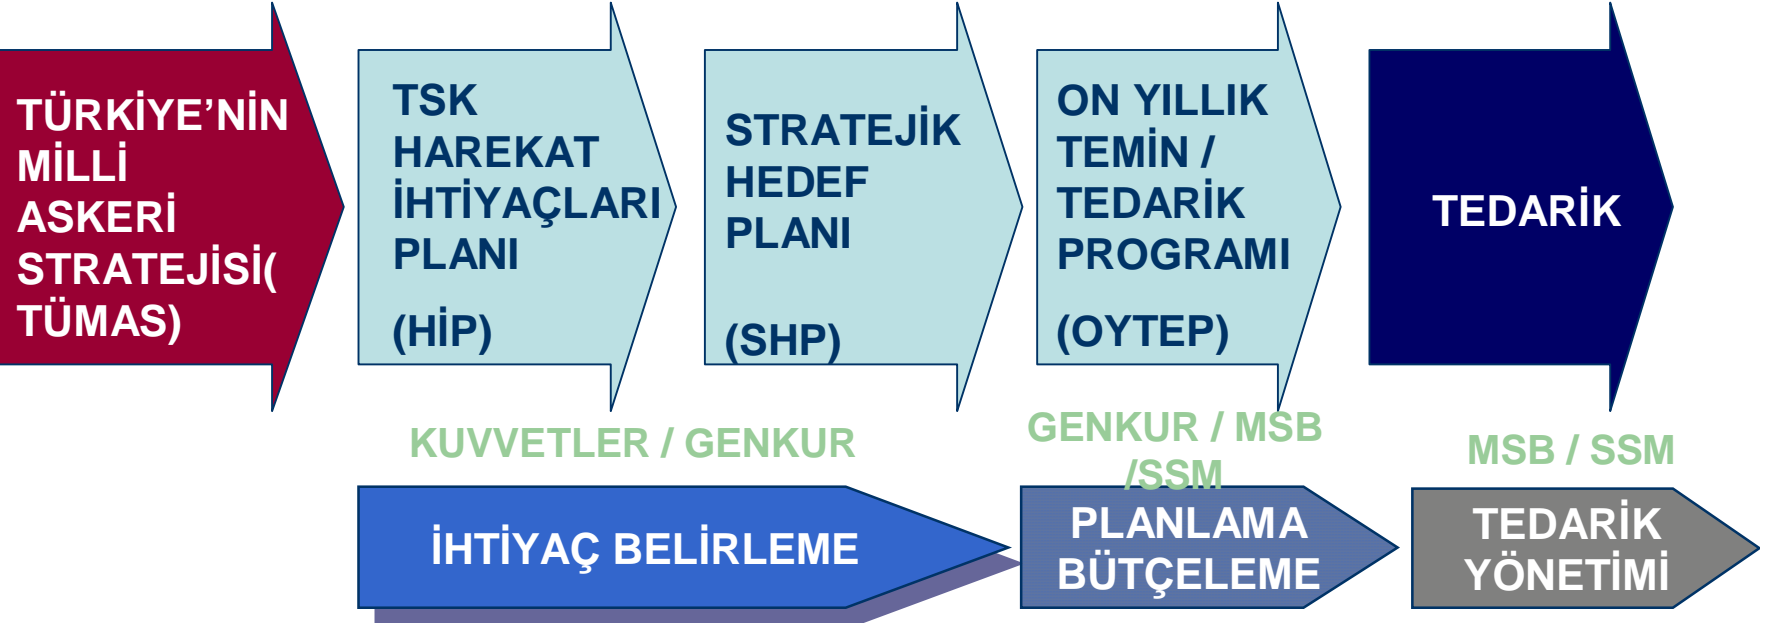 TÜRKİYE’NİN
MİLLİ
ASKERİ
STRATEJİSİ(
TÜMAS)
TSK
HAREKAT
İHTİYAÇLARI
PLANI
(HİP)
STRATEJİK
HEDEF
PLANI
(SHP)
ON YILLIK
TEMİN /
TEDARİK
PROGRAMI
(OYTEP)
TEDARİK
KUVVETLER / GENKUR
GENKUR / MSB
/SSM
MSB / SSM
İHTİYAÇ BELİRLEME
PLANLAMA
BÜTÇELEME
TEDARİK
YÖNETİMİ